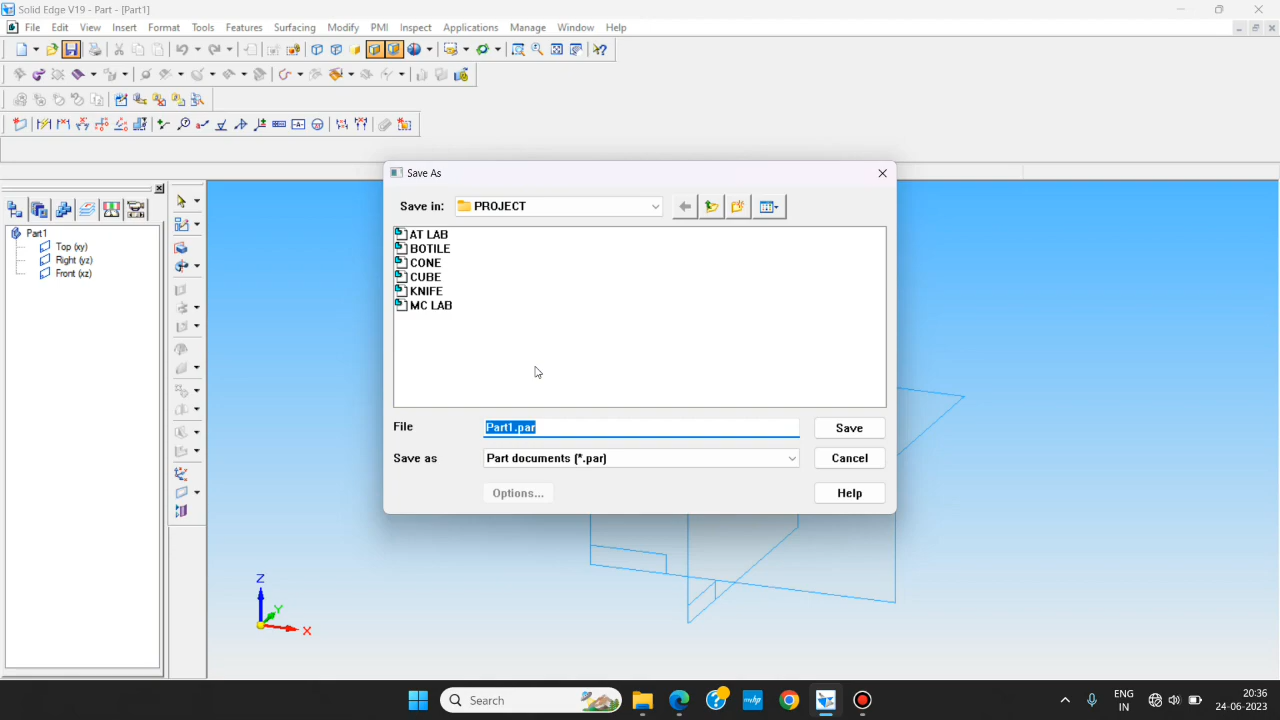 Solid Edge V19 - Part - [Part1]
File Edit View Insert Format Tools Features Surfacing Modify PMI Inspect Applications Manage Window Help
Save As
Save in: PROJECT
AT LAB
BOTILE
CONE
CUBE
KNIFE
MC LAB
File Part1.par Save
Save as Part documents (*.par) Cancel
Options... Help
Part1
Top (xy)
Right (yz)
Front (xz)
Z
Y
X
Search
ENG
IN
20:36
24-06-2023